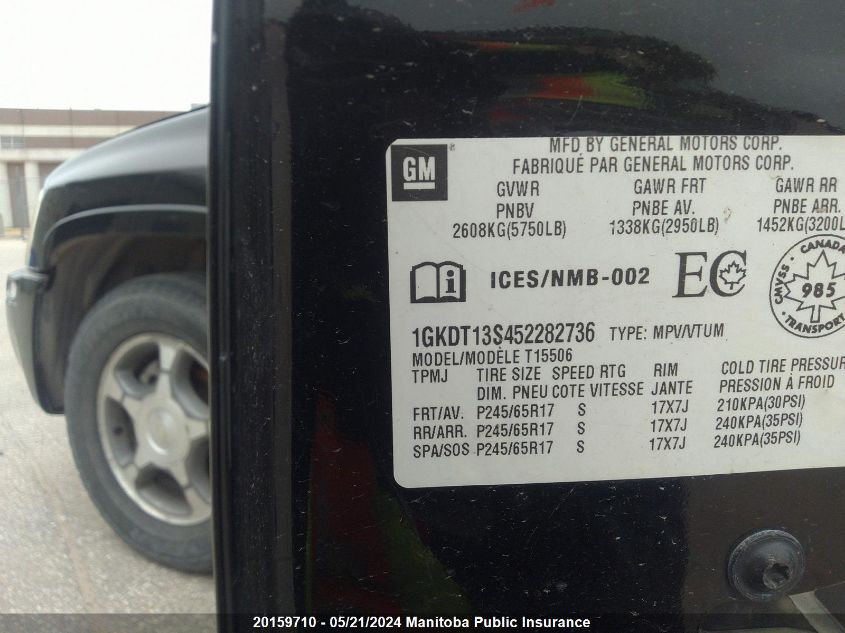 MFD BY GENERAL MOTORS CORP.
FABRIQUÉ PAR GENERAL MOTORS CORP.
GM
GVWR GAWR FRT GAWR RR
PNBV PNBE AV. PNBE ARR.
2608KG(5750LB) 1338KG(2950LB) 1452KG(3200L
ICES/NMB-002 EC
CANADA
CMVSS 985
TRANSPORT
1GKDT13S452282736 TYPE: MPV/VTUM
MODEL/MODÈLE T15506
TPMJ TIRE SIZE SPEED RTG RIM COLD TIRE PRESSUR
DIM. PNEU COTE VITESSE JANTE PRESSION À FROID
FRT/AV. P245/65R17 S 17X7J 210KPA(30PSI)
RR/ARR. P245/65R17 S 17X7J 240KPA(35PSI)
SPA/SOS P245/65R17 S 17X7J 240KPA(35PSI)
20159710 - 05/21/2024 Manitoba Public Insurance